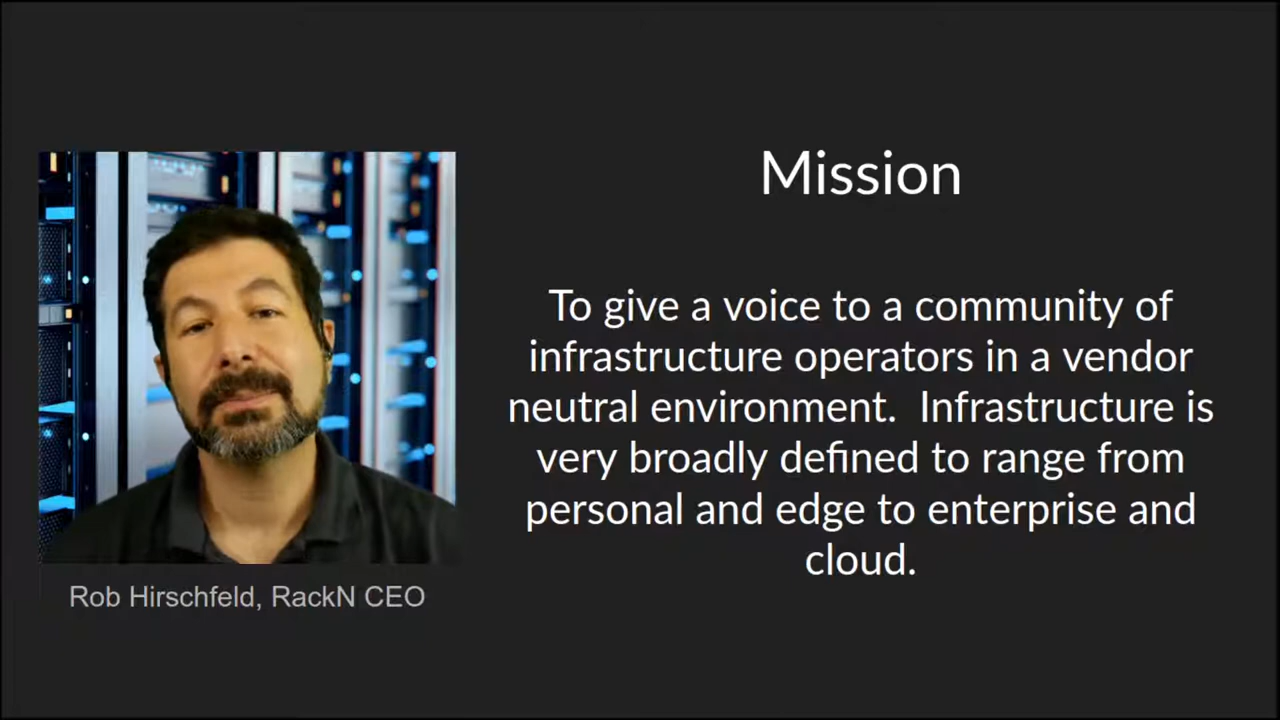 Mission
To give a voice to a community of
infrastructure operators in a vendor
neutral environment.  Infrastructure is
very broadly defined to range from
personal and edge to enterprise and
cloud.
Rob Hirschfeld, RackN CEO